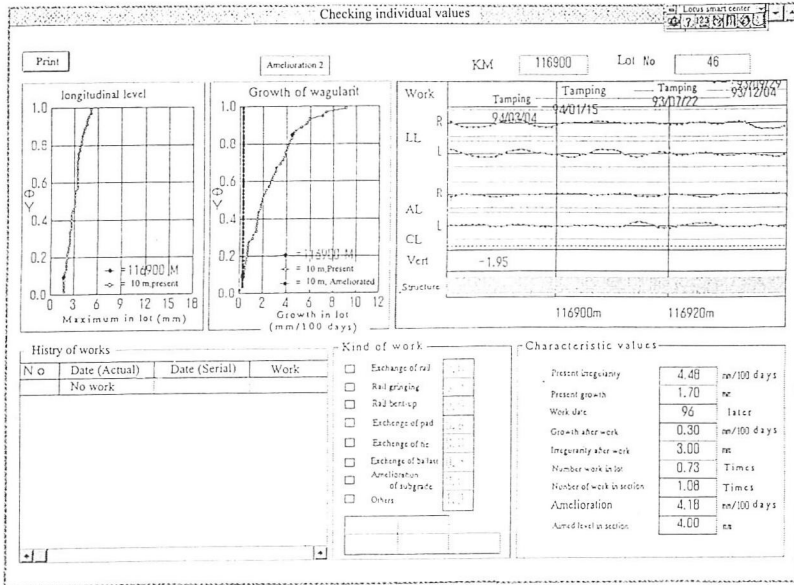 Checking individual values
Locus smart center
Print
Amelioration 2
KM 116900 Lot No 46
longitudinal level
1.0
0.8
0.6
0.4
0.2
0.0
0 3 6 9 12 15 18
Maximum in lot (mm)
= 116900 M
= 10 m,present
Growth of wagularit
1.0
0.8
0.6
0.4
0.2
0.0
0 2 4 6 8 10 12
Growth in lot
(mm/100 days)
= 116900 M
= 10 m,Present
= 10 m, Ameliorated
Work Tamping Tamping Tamping
94/03/04 94/01/15 93/07/22 93/12/04
R
LL
L
R
AL
L
CL
Vert -1.95
Structure
116900m 116920m
Histry of works
No Date (Actual) Date (Serial) Work
No work
Kind of work
Exchange of rail
Rail gringing
Rail bent-up
Exchenge of pad
Exchenge of tie
Exchenge of ballast
Amelioration
of subgrade
Others
Characteristic values
Present irregularity 4.48 mm/100 days
Present growth 1.70 mm
Work date 96 later
Growth after work 0.30 mm/100 days
Irregurarity after work 3.00 mm
Number work in lot 0.73 Times
Number of work in section 1.08 Times
Amelioration 4.18 mm/100 days
Aimed level in section 4.00 mm